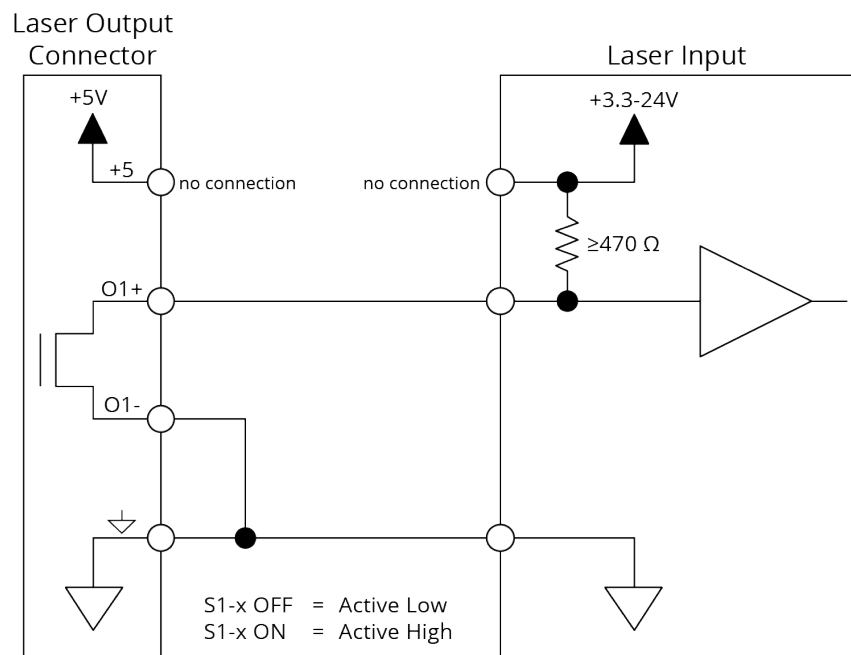 Laser Output
Connector
Laser Input
+5V
+3.3-24V
+5
no connection
no connection
≥470 Ω
O1+
O1-
S1-x OFF = Active Low
S1-x ON = Active High